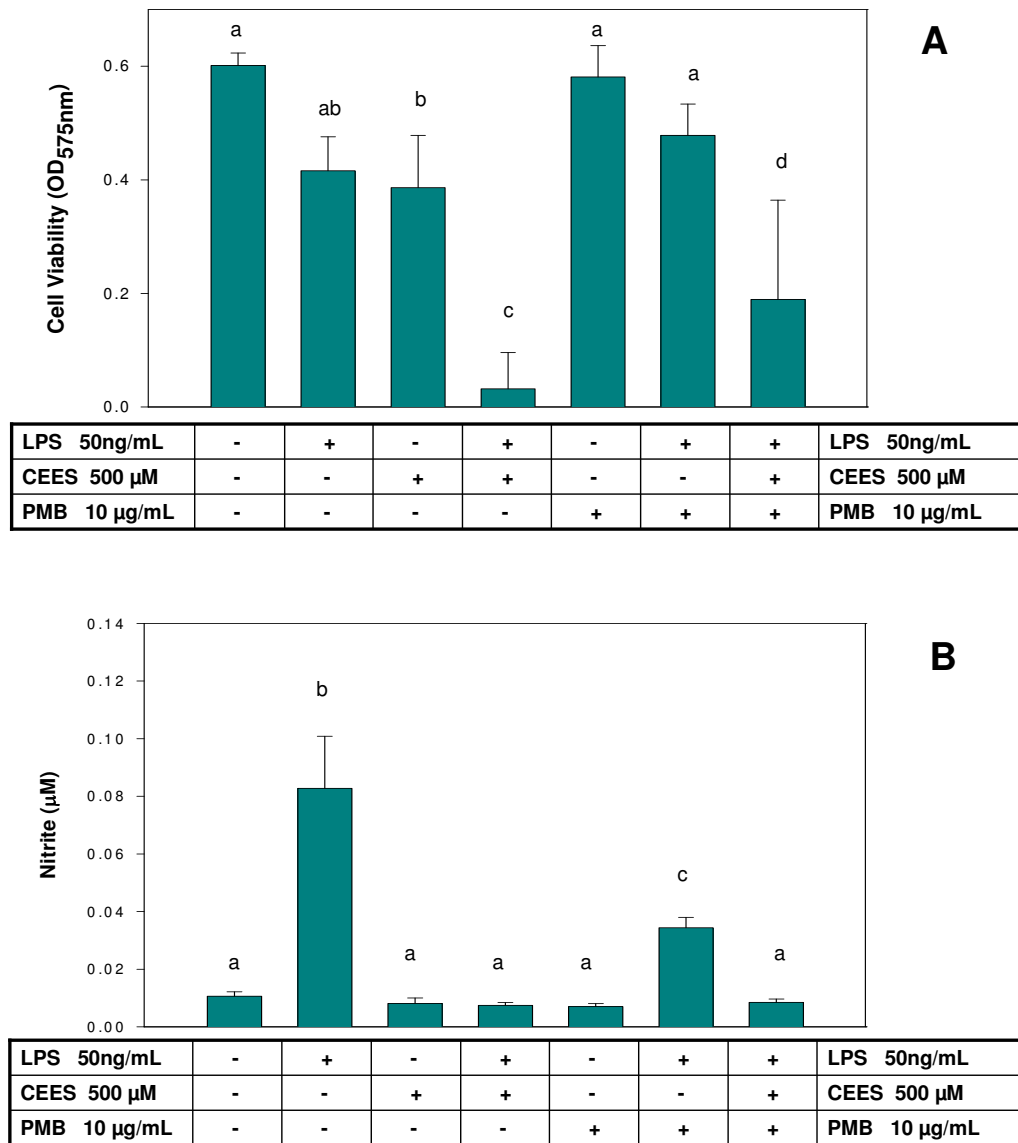 A
Cell Viability (OD575nm)
0.6
0.4
0.2
0.0
a
ab
b
c
a
a
d
LPS 50ng/mL - + - + - + + LPS 50ng/mL
CEES 500 µM - - + + - - + CEES 500 µM
PMB 10 µg/mL - - - - + + + PMB 10 µg/mL
B
Nitrite (µM)
0.14
0.12
0.10
0.08
0.06
0.04
0.02
0.00
a
b
a
a
a
c
a
LPS 50ng/mL - + - + - + + LPS 50ng/mL
CEES 500 µM - - + + - - + CEES 500 µM
PMB 10 µg/mL - - - - + + + PMB 10 µg/mL